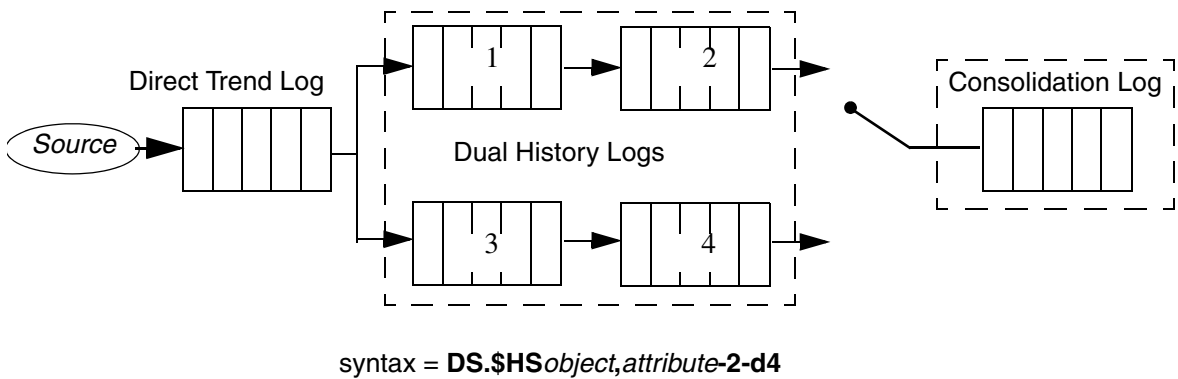 1
2
Direct Trend Log
Consolidation Log
Source
Dual History Logs
3
4
syntax = DS.$HSobject,attribute-2-d4